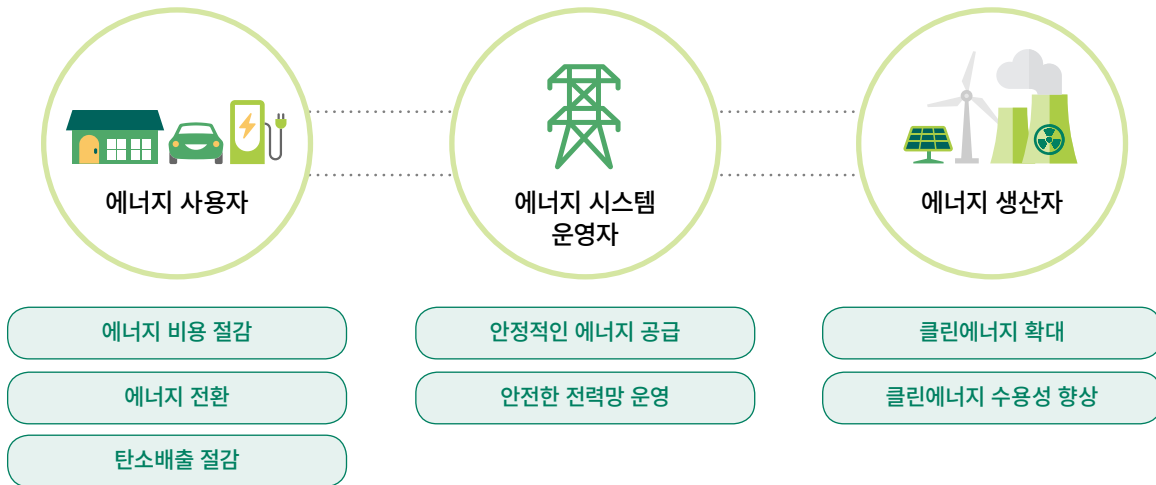 에너지 사용자
에너지 시스템
운영자
에너지 생산자
에너지 비용 절감
안정적인 에너지 공급
클린에너지 확대
에너지 전환
안전한 전력망 운영
클린에너지 수용성 향상
탄소배출 절감